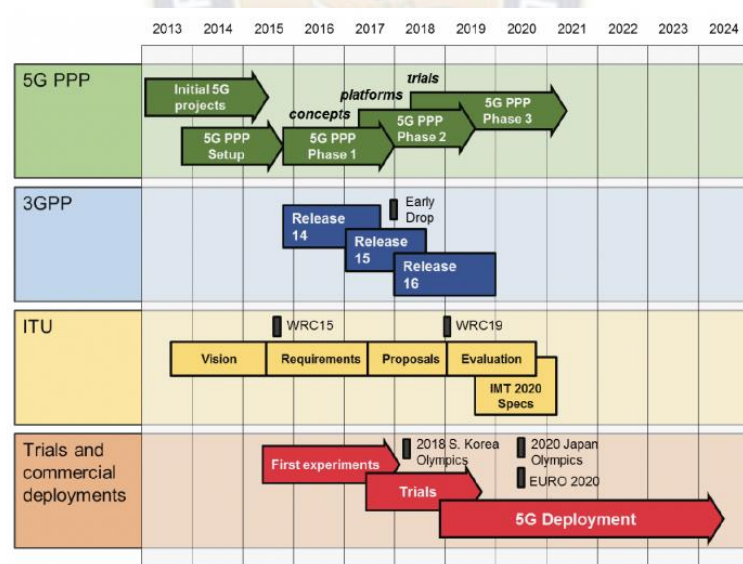 2013 2014 2015 2016 2017 2018 2019 2020 2021 2022 2023 2024
5G PPP
Initial 5G
projects
5G PPP
Setup
concepts
5G PPP
Phase 1
platforms
5G PPP
Phase 2
trials
5G PPP
Phase 3
3GPP
Release
14
Release
15
Release
16
Early
Drop
ITU
WRC15
WRC19
Vision
Requirements
Proposals
Evaluation
IMT 2020
Specs
Trials and
commercial
deployments
First experiments
2018 S. Korea
Olympics
2020 Japan
Olympics
EURO 2020
Trials
5G Deployment